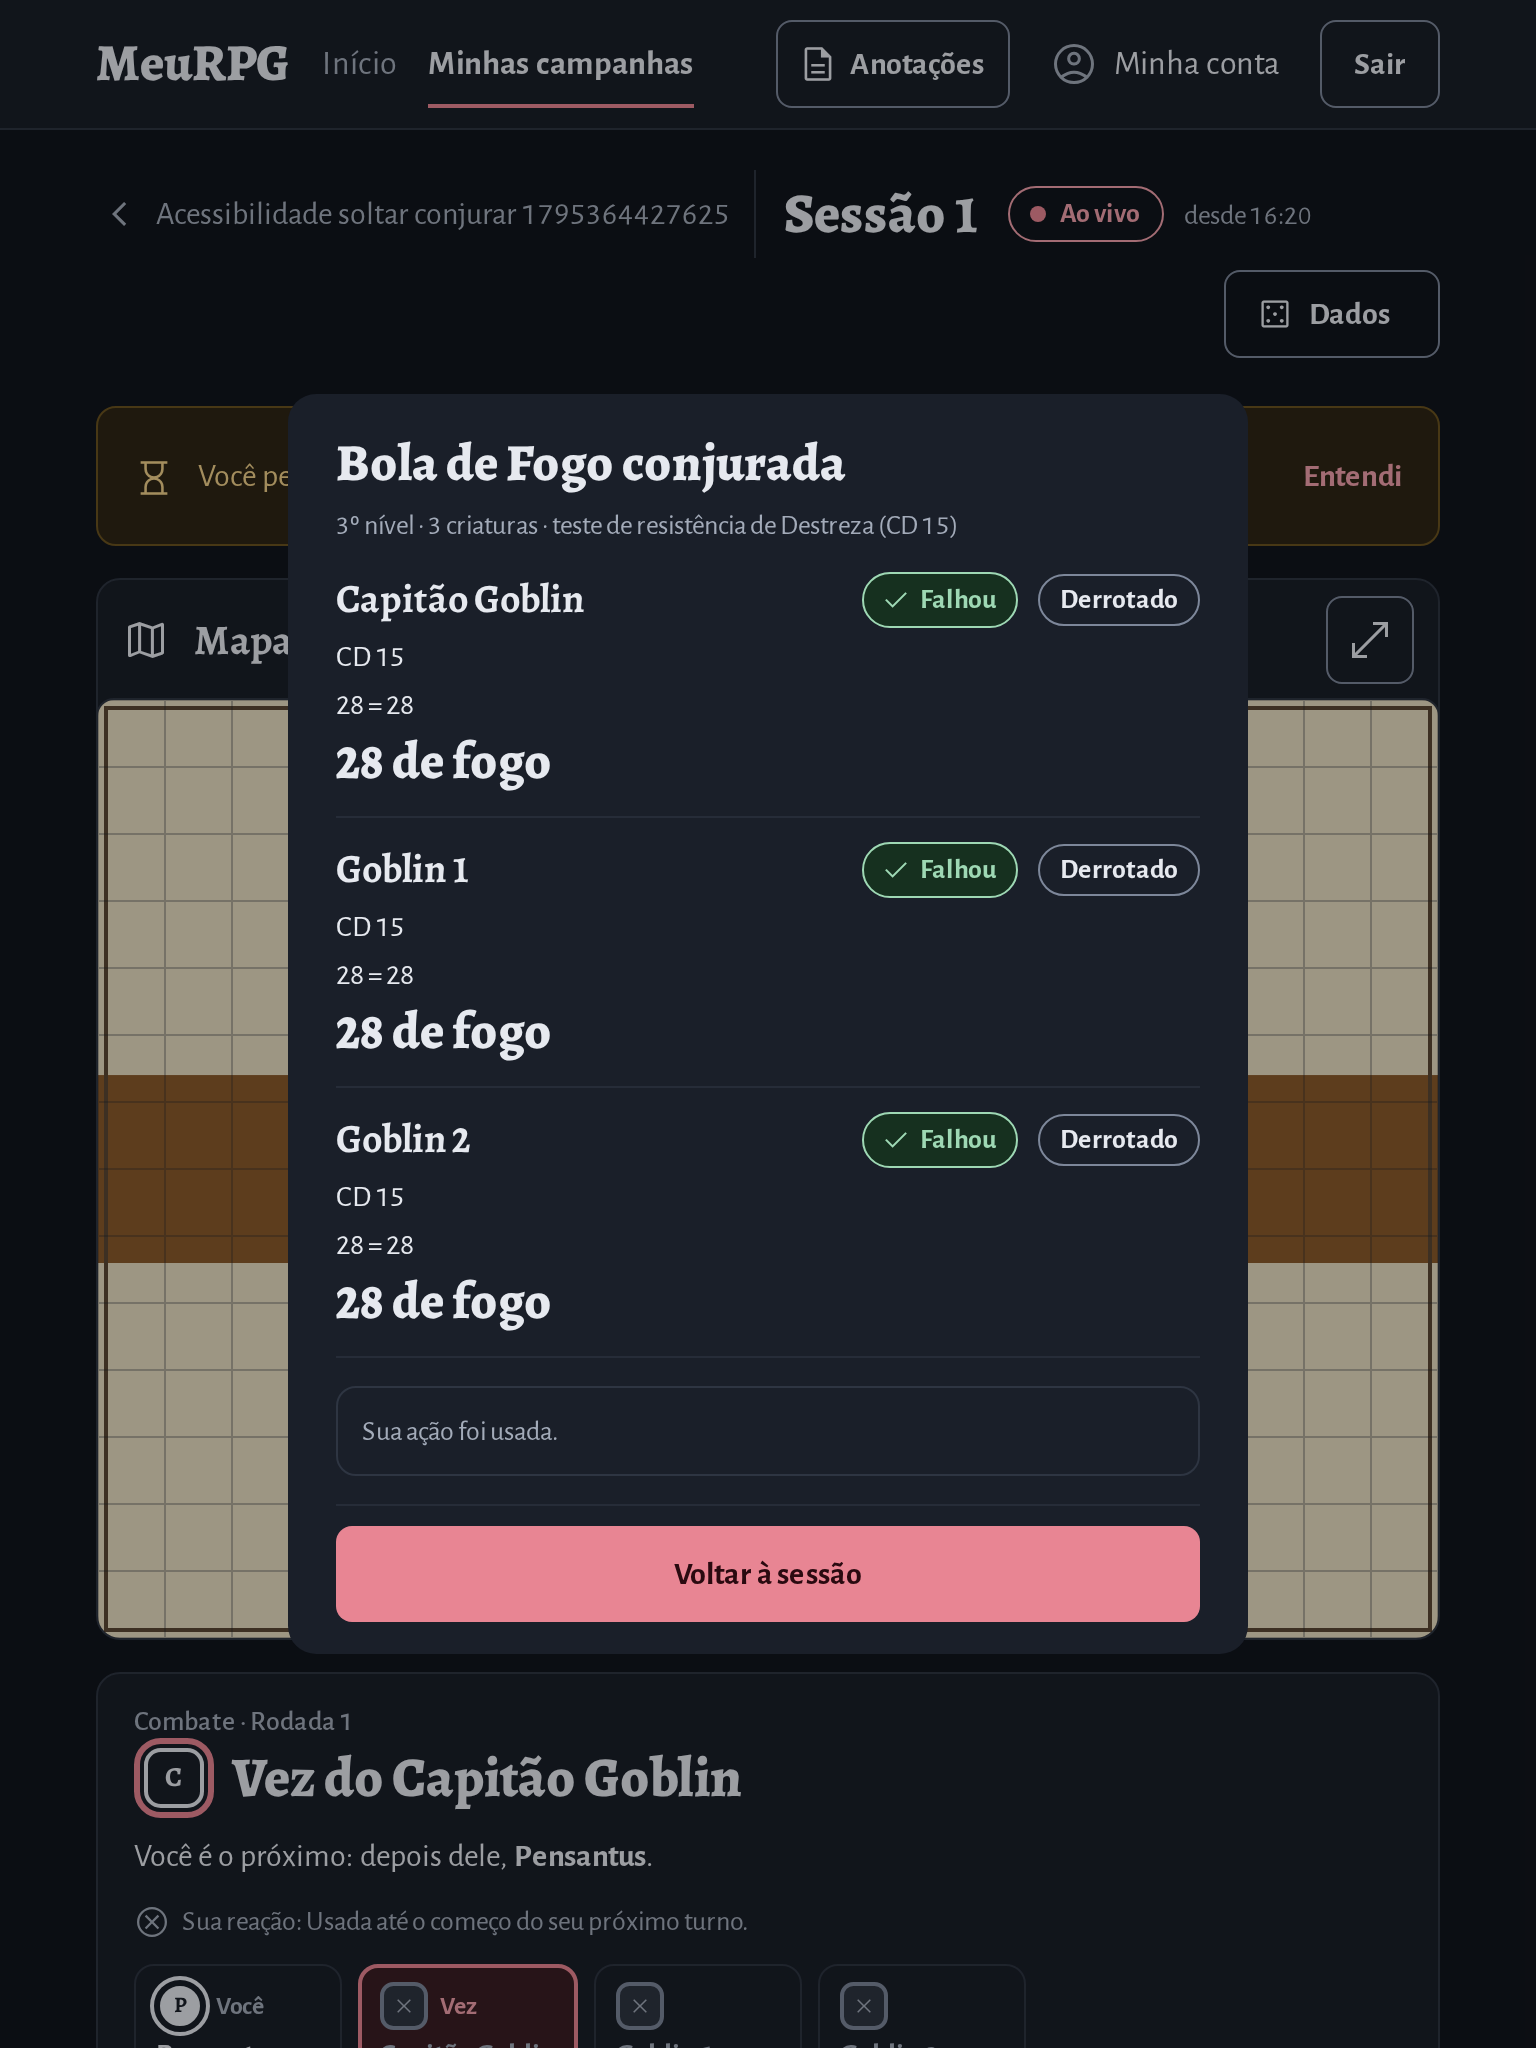 MeuRPG Início Minhas campanhas Anotações Minha conta Sair
Acessibilidade soltar conjurar 1795364427625 Sessão 1 Ao vivo desde 16:20
Dados
Você pe Entendi
Bola de Fogo conjurada
3º nível · 3 criaturas · teste de resistência de Destreza (CD 15)
Mapa
Capitão Goblin Falhou Derrotado
CD 15
28 = 28
28 de fogo
Goblin 1 Falhou Derrotado
CD 15
28 = 28
28 de fogo
Goblin 2 Falhou Derrotado
CD 15
28 = 28
28 de fogo
Sua ação foi usada.
Voltar à sessão
Combate · Rodada 1
C Vez do Capitão Goblin
Você é o próximo: depois dele, Pensantus.
Sua reação: Usada até o começo do seu próximo turno.
P Você Vez